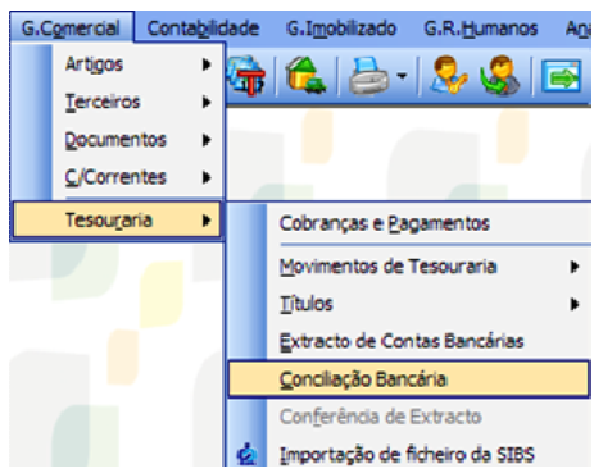 G.Comercial Contabilidade G.Imobilizado G.R.Humanos
Artigos
Terceiros
Documentos
C/Correntes
Tesouraria
Cobranças e Pagamentos
Movimentos de Tesouraria
Títulos
Extracto de Contas Bancárias
Conciliação Bancária
Conferência de Extracto
Importação de ficheiro da SIBS